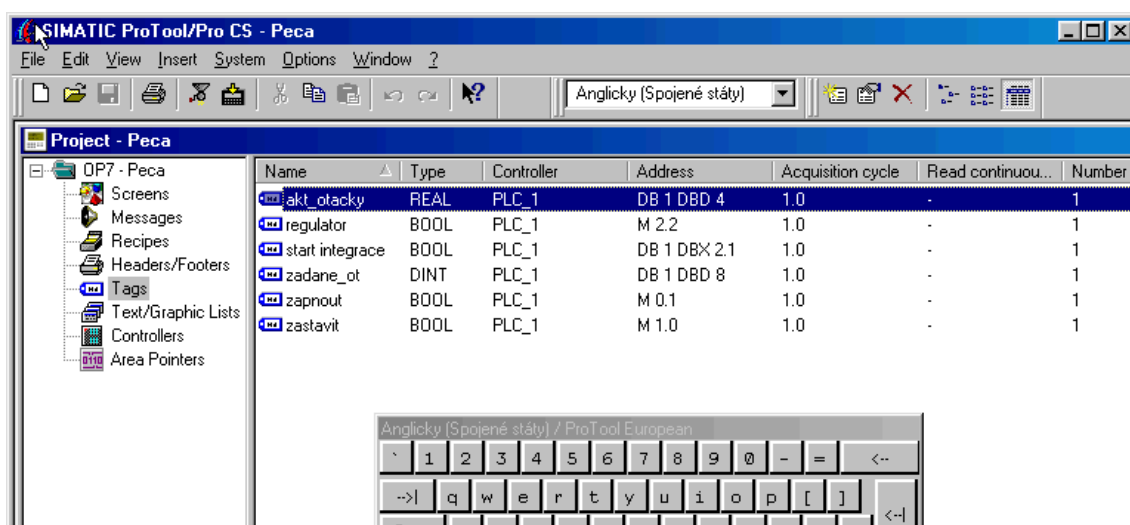 SIMATIC ProTool/Pro CS - Peca
File Edit View Insert System Options Window ?
Anglicky (Spojené státy)
Project - Peca
OP7 - Peca
Screens
Messages
Recipes
Headers/Footers
Tags
Text/Graphic Lists
Controllers
Area Pointers
Name Type Controller Address Acquisition cycle Read continuou... Number
akt_otacky REAL PLC_1 DB 1 DBD 4 1.0 - 1
regulator BOOL PLC_1 M 2.2 1.0 - 1
start integrace BOOL PLC_1 DB 1 DBX 2.1 1.0 - 1
zadane_ot DINT PLC_1 DB 1 DBD 8 1.0 - 1
zapnout BOOL PLC_1 M 0.1 1.0 - 1
zastavit BOOL PLC_1 M 1.0 1.0 - 1
Anglicky (Spojené státy) / ProTool European
` 1 2 3 4 5 6 7 8 9 0 - = <--
-->| q w e r t y u i o p [ ] <--|